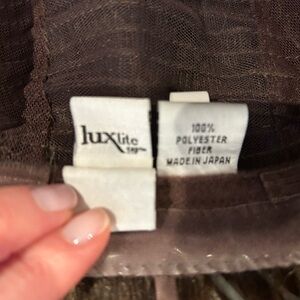 luxlite
100%
POLYESTER
FIBER
MADE IN JAPAN